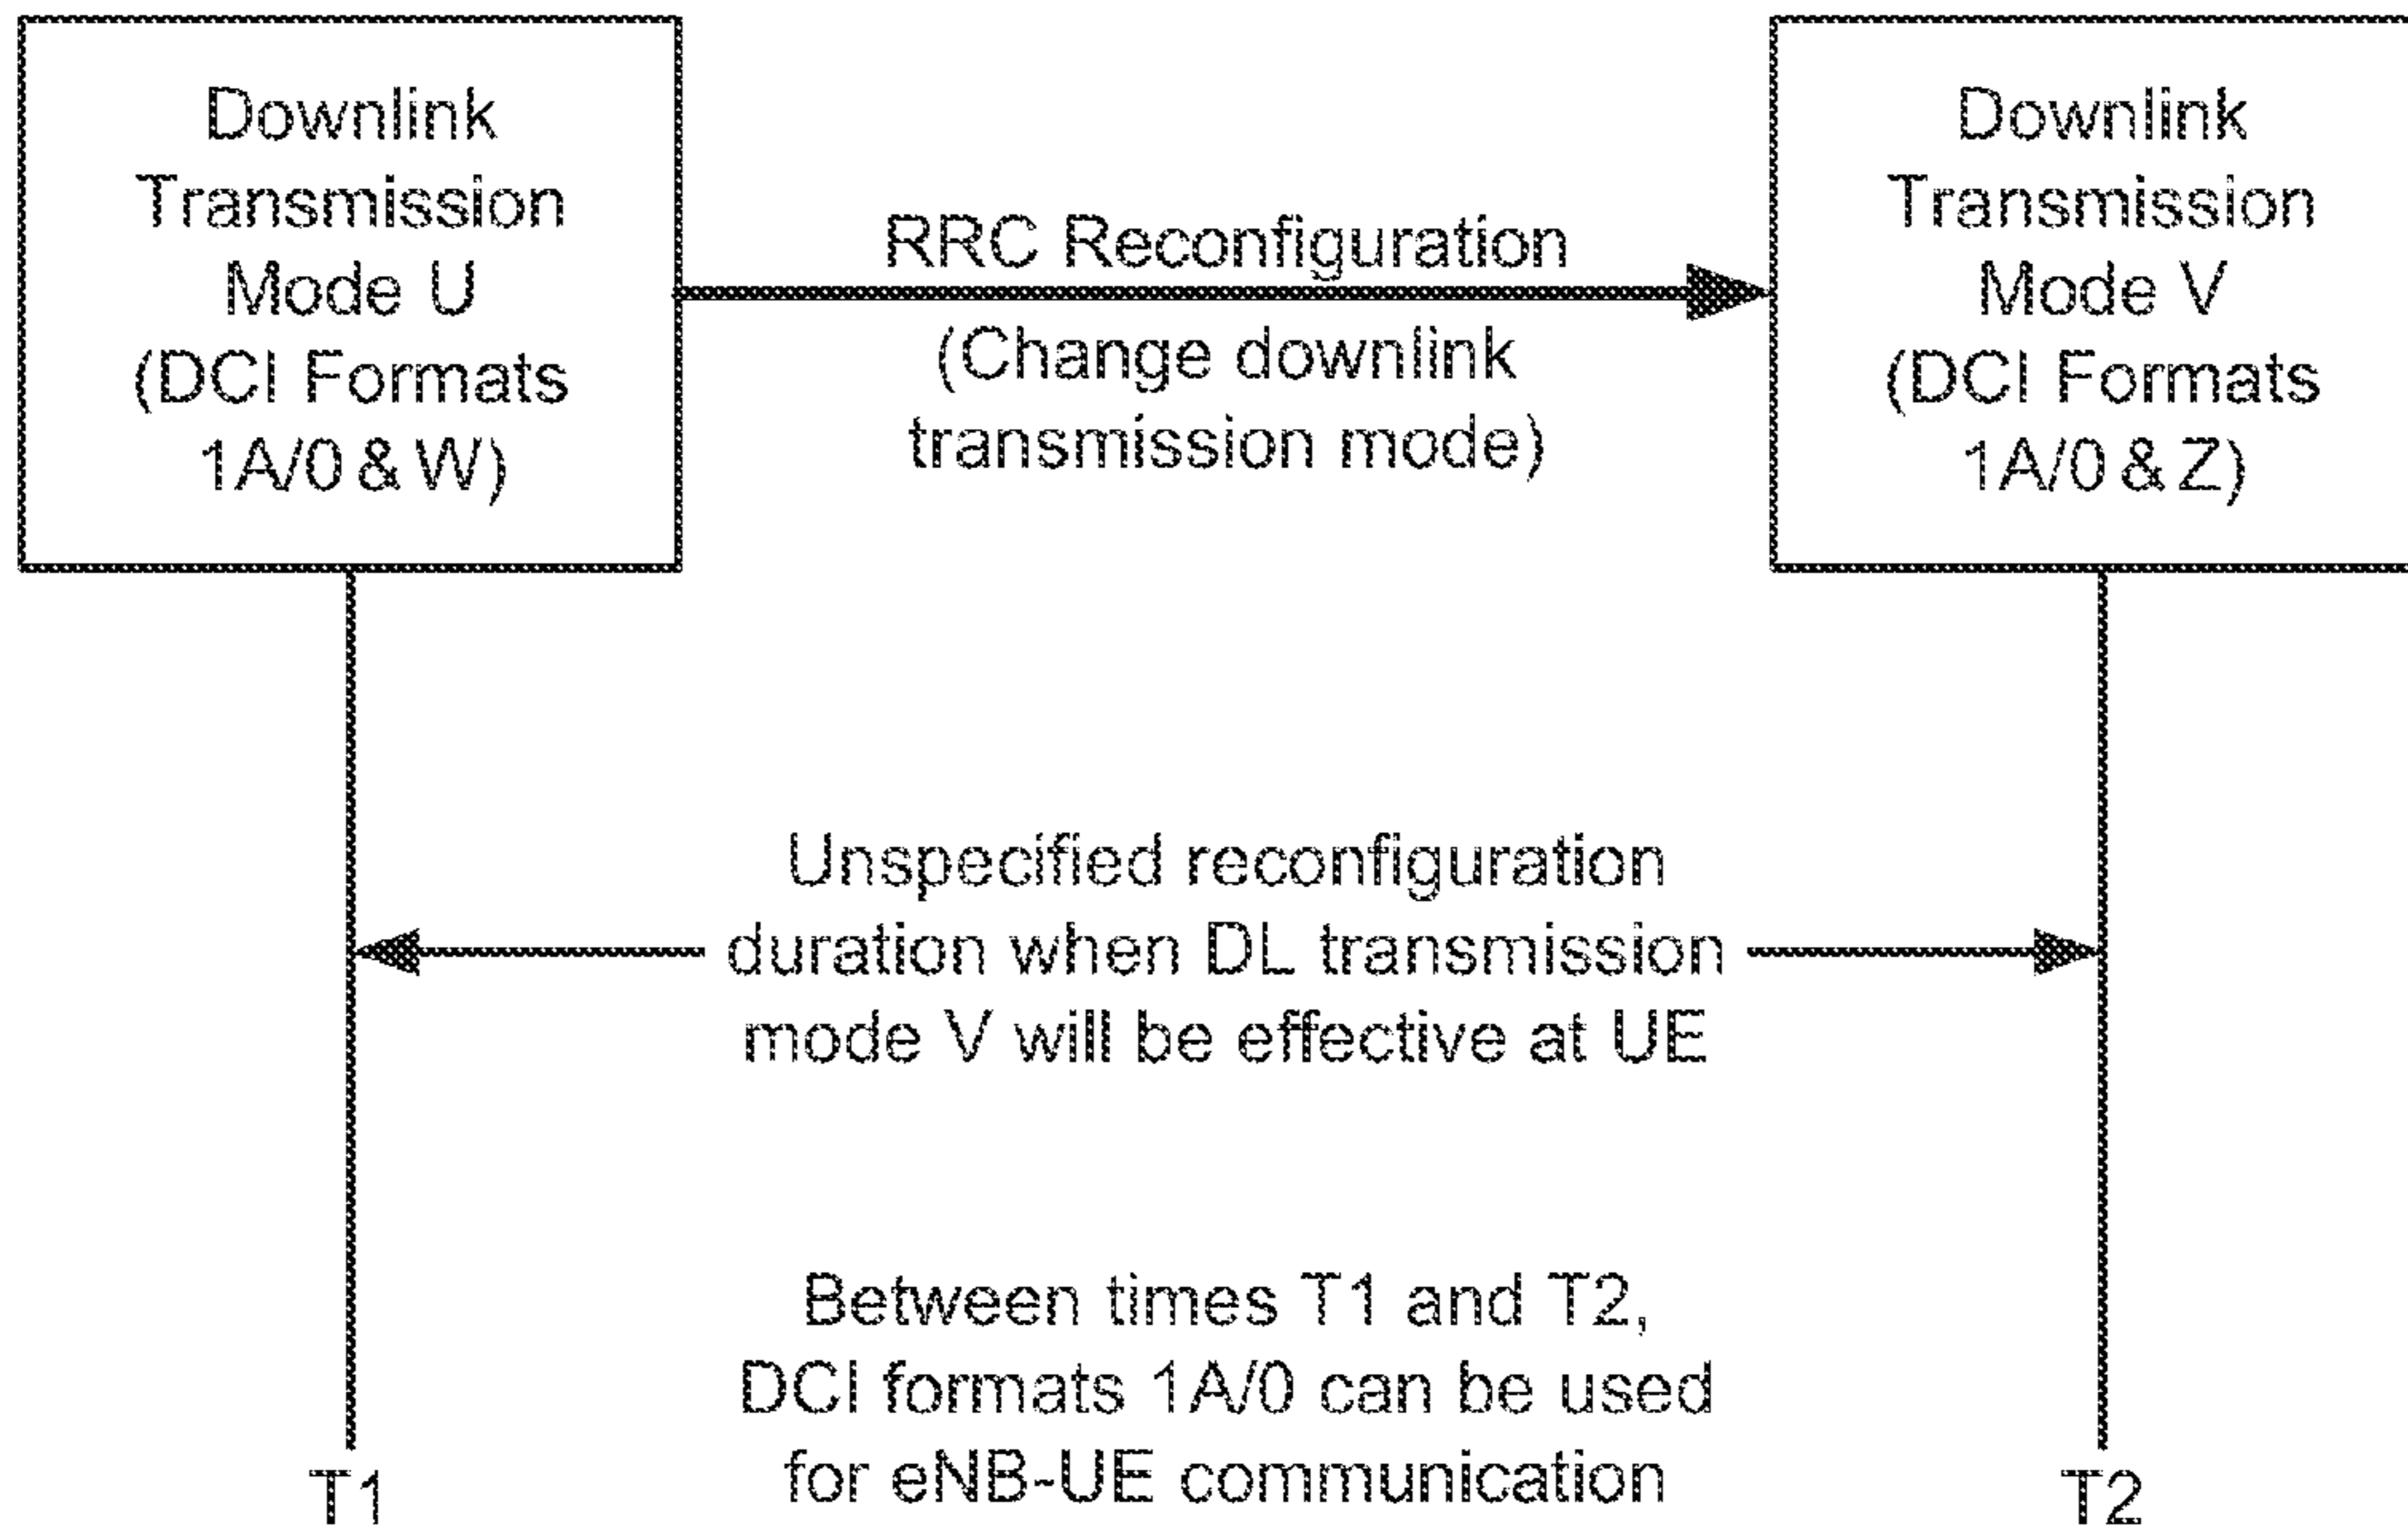 Downlink
Transmission
Mode U
(DCI Formats
1A/0 & W)
RRC Reconfiguration
(Change downlink
transmission mode)
Downlink
Transmission
Mode V
(DCI Formats
1A/0 & Z)
Unspecified reconfiguration
duration when DL transmission
mode V will be effective at UE
Between times T1 and T2,
DCI formats 1A/0 can be used
for eNB-UE communication
T1
T2